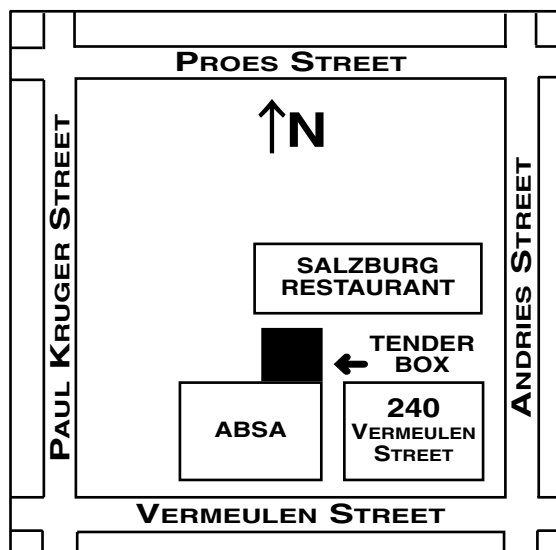 PROES STREET
N
PAUL KRUGER STREET
ANDRIES STREET
SALZBURG
RESTAURANT
TENDER
BOX
ABSA
240
VERMEULEN
STREET
VERMEULEN STREET